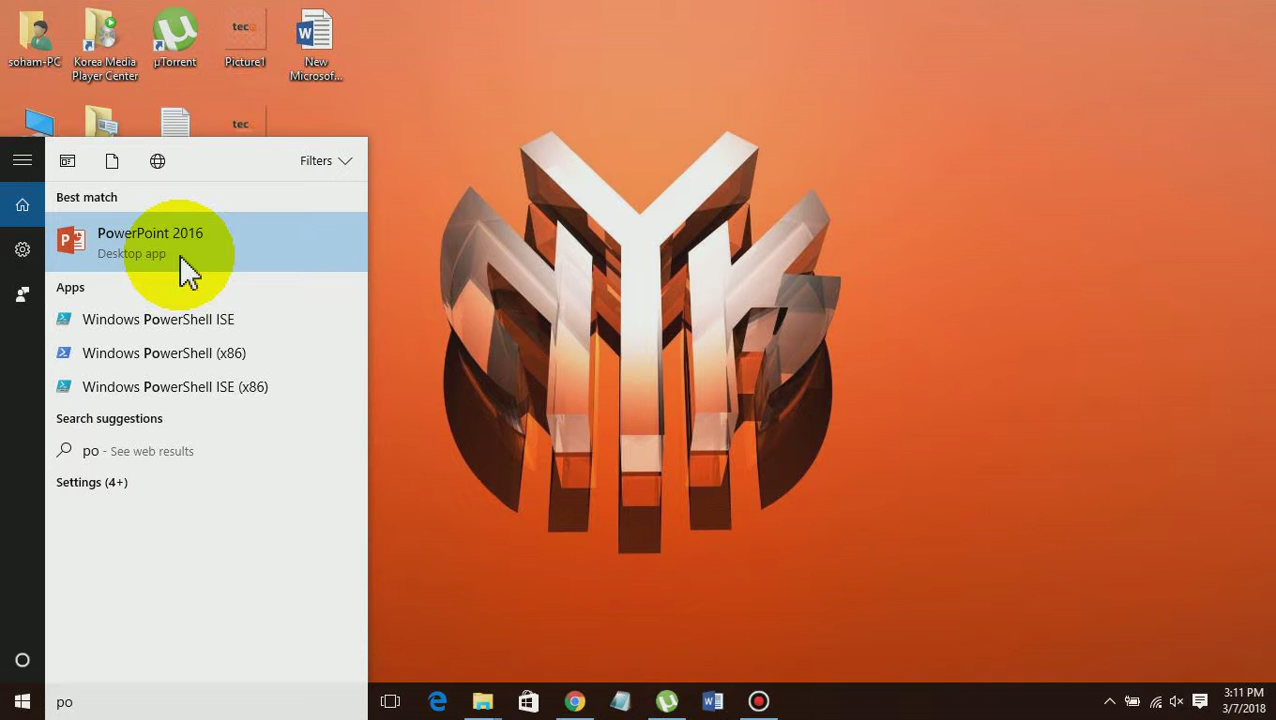 soham-PC
Korea Media
Player Center
µTorrent
Picture1
New
Microsof...
tecQ
tec
Filters
Best match
PowerPoint 2016
Desktop app
Apps
Windows PowerShell ISE
Windows PowerShell (x86)
Windows PowerShell ISE (x86)
Search suggestions
po - See web results
Settings (4+)
po
3:11 PM
3/7/2018